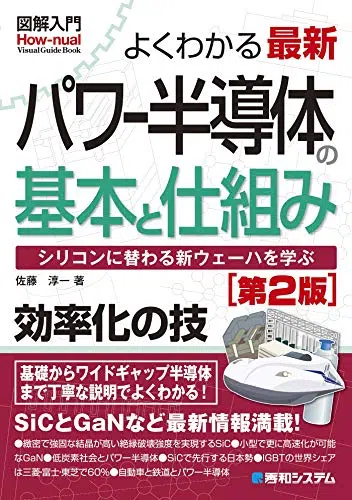 図解入門
How-nual
Visual Guide Book
よくわかる最新
パワー半導体の
基本と仕組み
シリコンに替わる新ウェーハを学ぶ
佐藤 淳一 著
[第2版]
効率化の技
基礎からワイドギャップ半導体
まで丁寧な説明でよくわかる!
SiCとGaNなど最新情報満載!
●緻密で強固な結晶が高い絶縁破壊強度を実現するSiC●小型で更に高速化が可能
なGaN●低炭素社会とパワー半導体●SiCで先行する日本勢●IGBTの世界シェア
は三菱・富士・東芝で60%●自動車と鉄道とパワー半導体
秀和システム